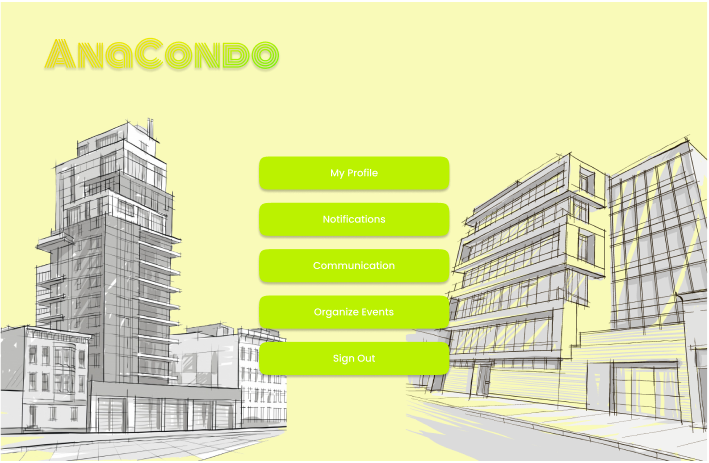 AnaCondo
My Profile
Notifications
Communication
Organize Events
Sign Out